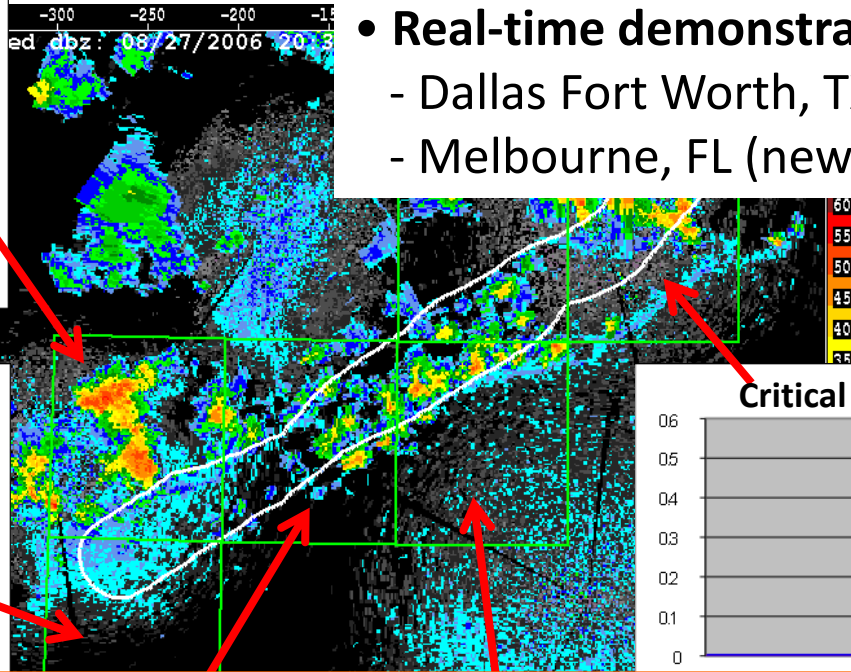 −300 −250 −200
ed dbz: 08/27/2006 20:3
• Real-time demonstra
- Dallas Fort Worth, T
- Melbourne, FL (new
60
55
50
45
40
35
Critical
0.6
0.5
0.4
0.3
0.2
0.1
0